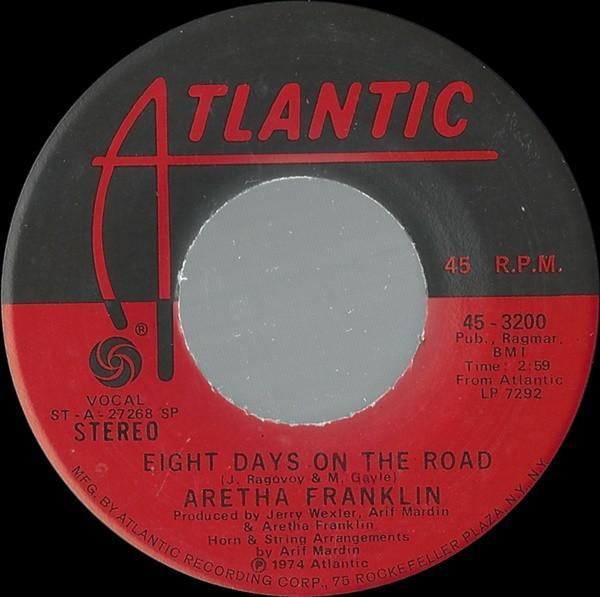 ATLANTIC
45 R.P.M.
45-3200
Pub., Ragmar,
BMI
Time: 2:59
From Atlantic
LP 7292
®
VOCAL
ST-A-27268 SP
STEREO
EIGHT DAYS ON THE ROAD
(J. Ragovoy & M. Gayle)
ARETHA FRANKLIN
Produced by Jerry Wexler, Arif Mardin
& Aretha Franklin
Horn & String Arrangements
by Arif Mardin
℗ 1974 Atlantic
MFG. BY ATLANTIC RECORDING CORP., 75 ROCKEFELLER PLAZA, N.Y., N.Y.